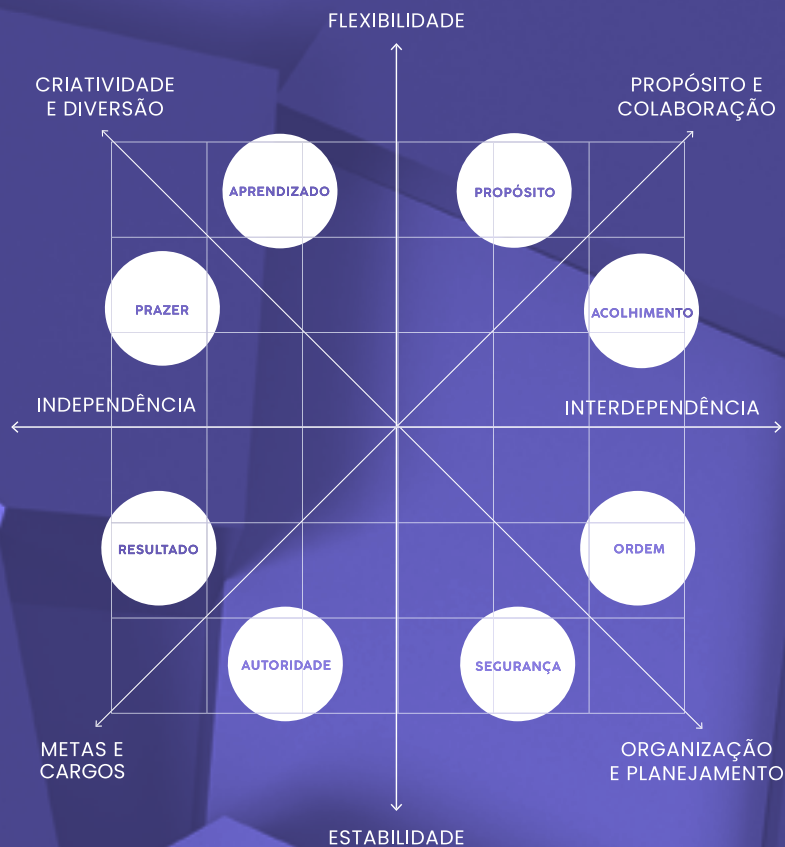 FLEXIBILIDADE
CRIATIVIDADE
E DIVERSÃO
PROPÓSITO E
COLABORAÇÃO
APRENDIZADO
PROPÓSITO
PRAZER
ACOLHIMENTO
INDEPENDÊNCIA
INTERDEPENDÊNCIA
RESULTADO
ORDEM
AUTORIDADE
SEGURANÇA
METAS E
CARGOS
ORGANIZAÇÃO
E PLANEJAMENTO
ESTABILIDADE